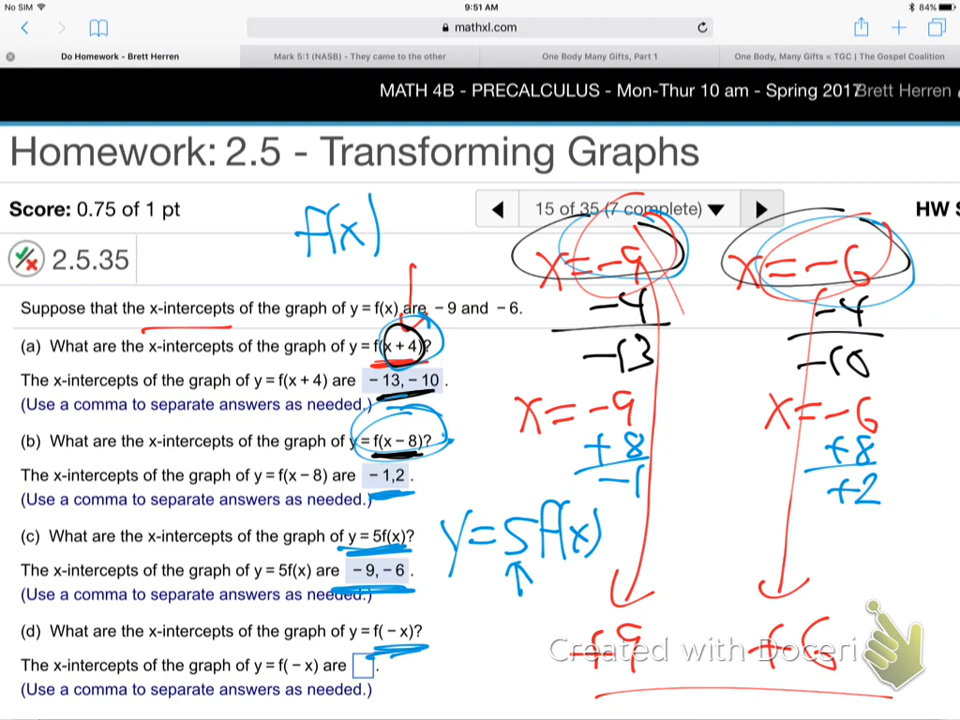 No SIM 9:51 AM 84%
mathxl.com
Do Homework - Brett Herren Mark 5:1 (NASB) - They came to the other One Body Many Gifts, Part 1 One Body, Many Gifts « TGC | The Gospel Coalition
MATH 4B - PRECALCULUS - Mon-Thur 10 am - Spring 2017 Brett Herren
Homework: 2.5 - Transforming Graphs
Score: 0.75 of 1 pt
15 of 35 (7 complete)
HW S
f(x)
2.5.35
x=-9 x=-6
Suppose that the x-intercepts of the graph of y = f(x) are - 9 and - 6.
-4 -4
(a) What are the x-intercepts of the graph of y = f(x + 4)?
-13 -10
The x-intercepts of the graph of y = f(x + 4) are - 13, - 10 .
(Use a comma to separate answers as needed.)
x=-9 x=-6
(b) What are the x-intercepts of the graph of y = f(x - 8)?
+8 +8
The x-intercepts of the graph of y = f(x - 8) are - 1,2 .
-1 +2
(Use a comma to separate answers as needed.)
(c) What are the x-intercepts of the graph of y = 5f(x)?
y=5f(x)
The x-intercepts of the graph of y = 5f(x) are - 9, - 6 .
(Use a comma to separate answers as needed.)
(d) What are the x-intercepts of the graph of y = f( - x)?
+9 +6
Created with Doceri
The x-intercepts of the graph of y = f( - x) are .
(Use a comma to separate answers as needed.)